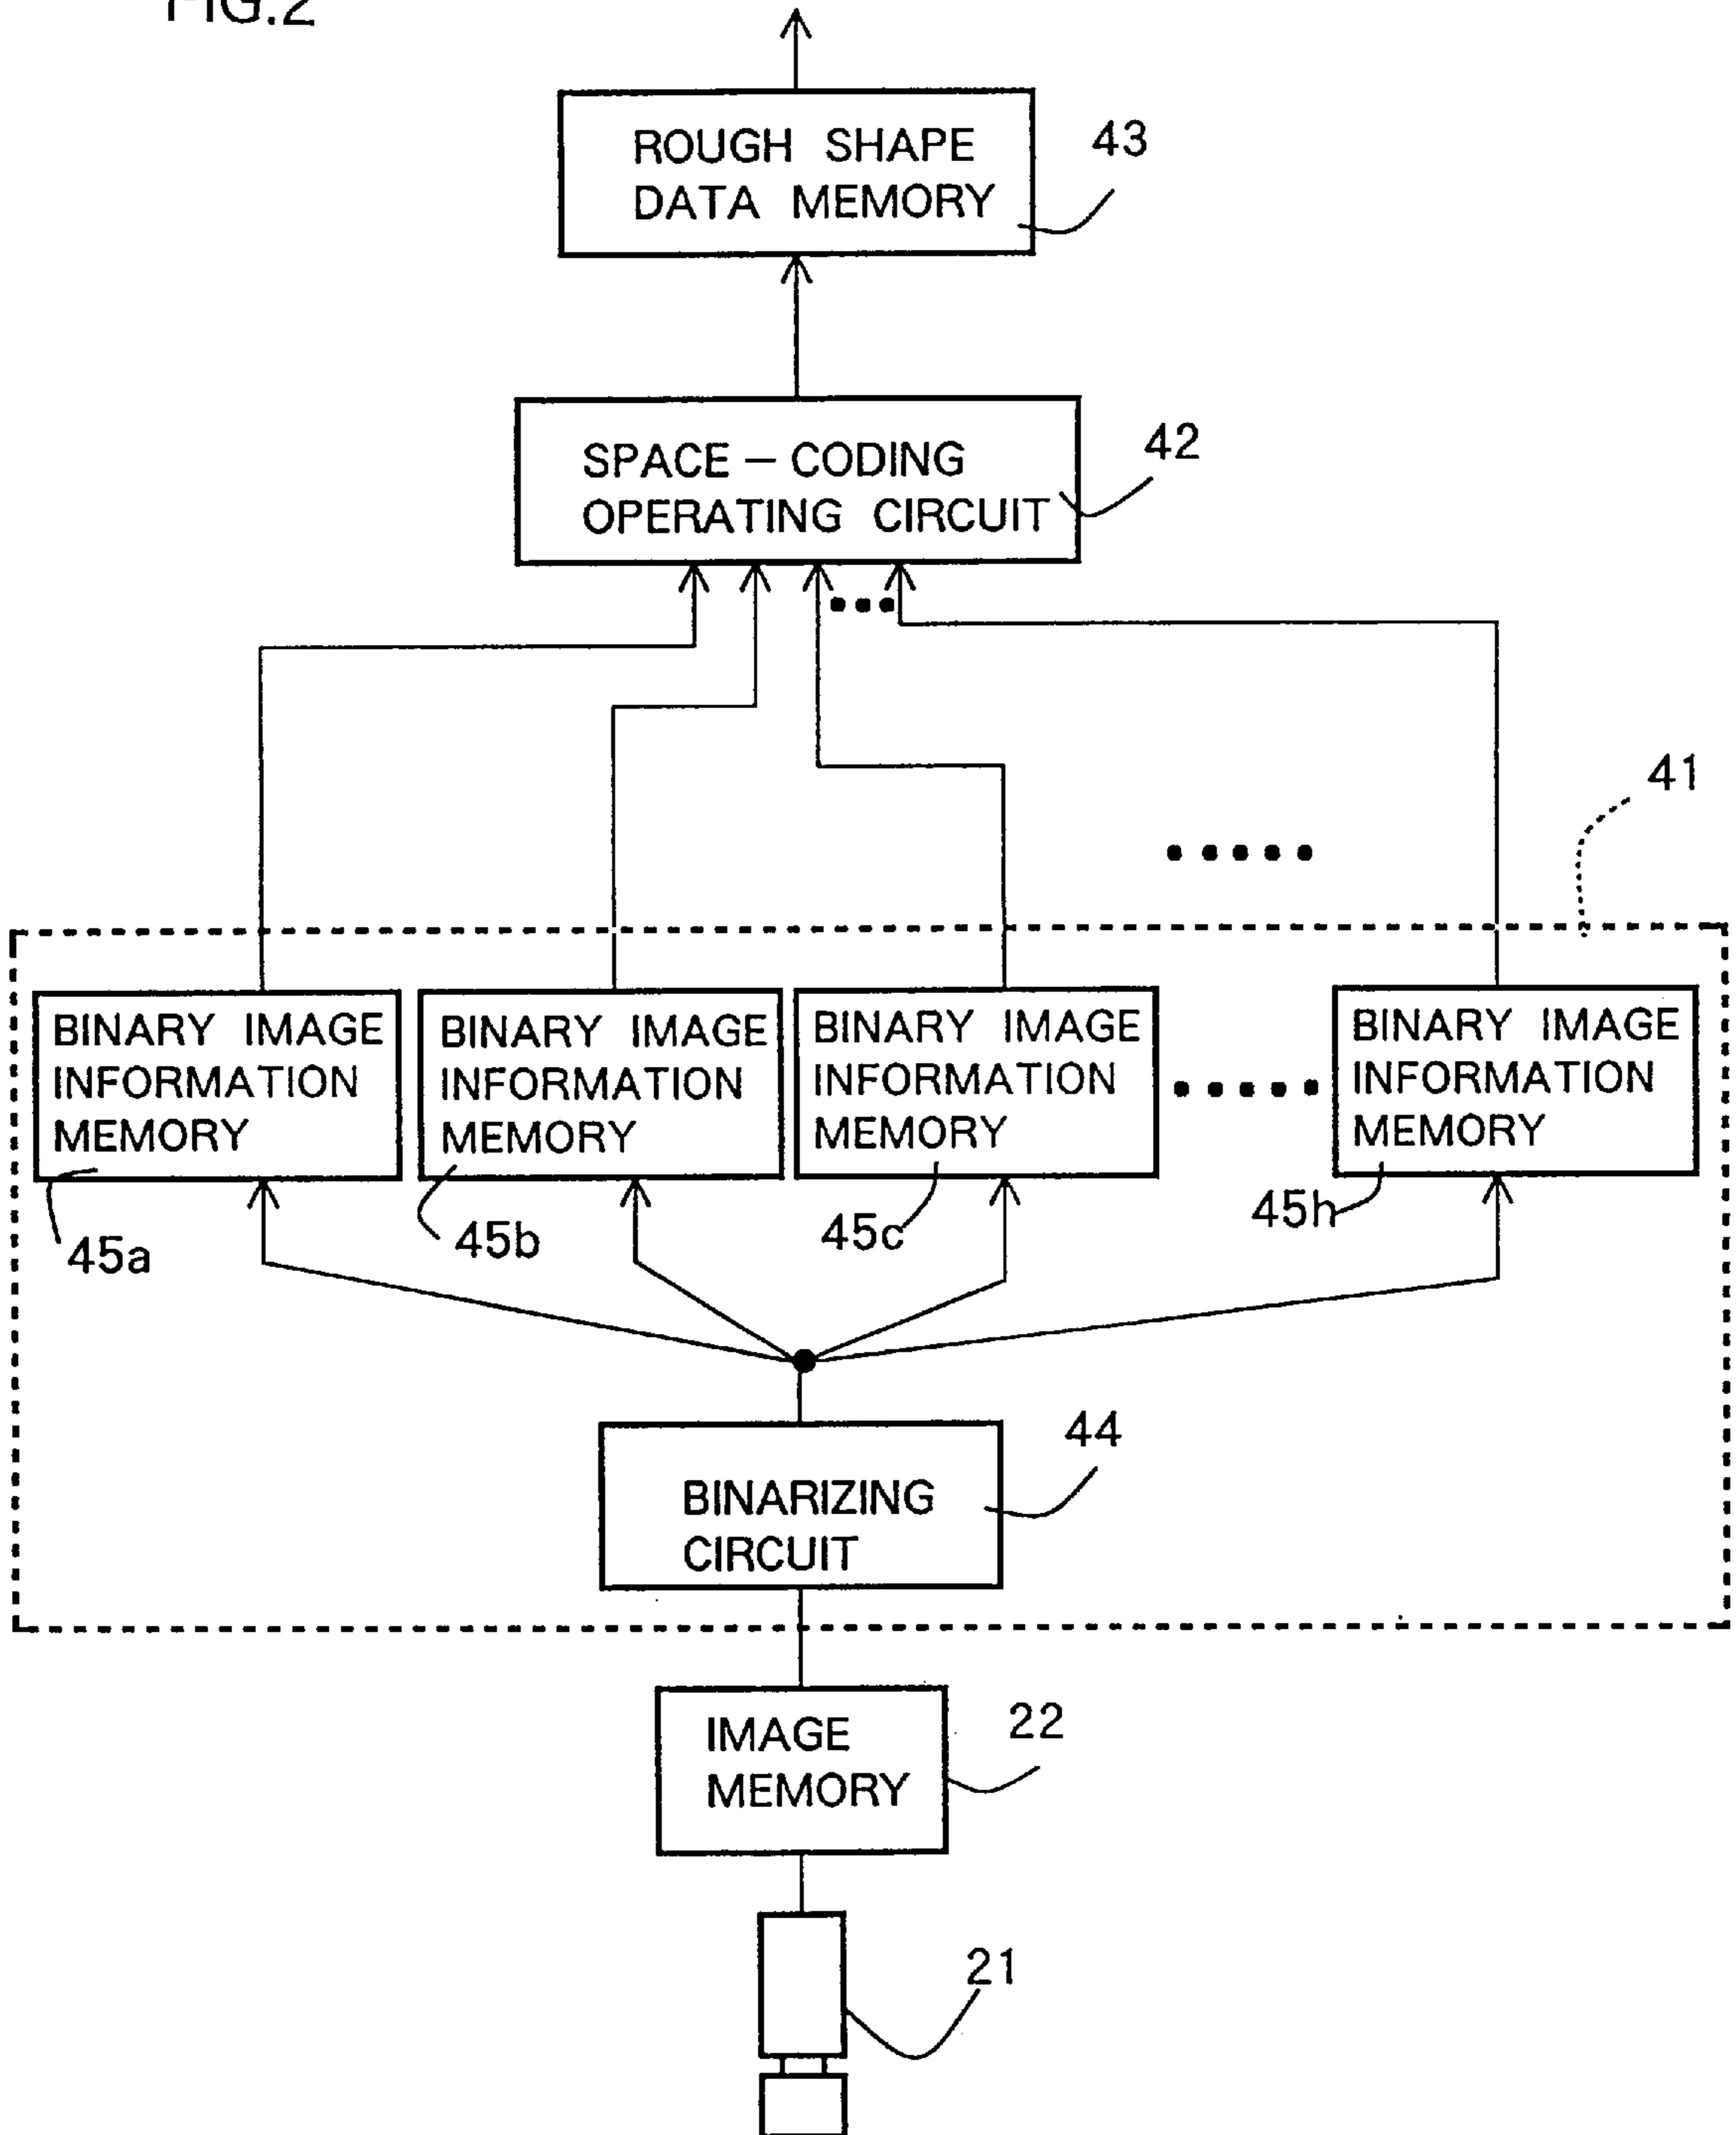 FIG.2
ROUGH SHAPE
DATA MEMORY
43
SPACE – CODING
OPERATING CIRCUIT
42
41
BINARY IMAGE
INFORMATION
MEMORY
45a
BINARY IMAGE
INFORMATION
MEMORY
45b
BINARY IMAGE
INFORMATION
MEMORY
45c
BINARY IMAGE
INFORMATION
MEMORY
45h
BINARIZING
CIRCUIT
44
IMAGE
MEMORY
22
21